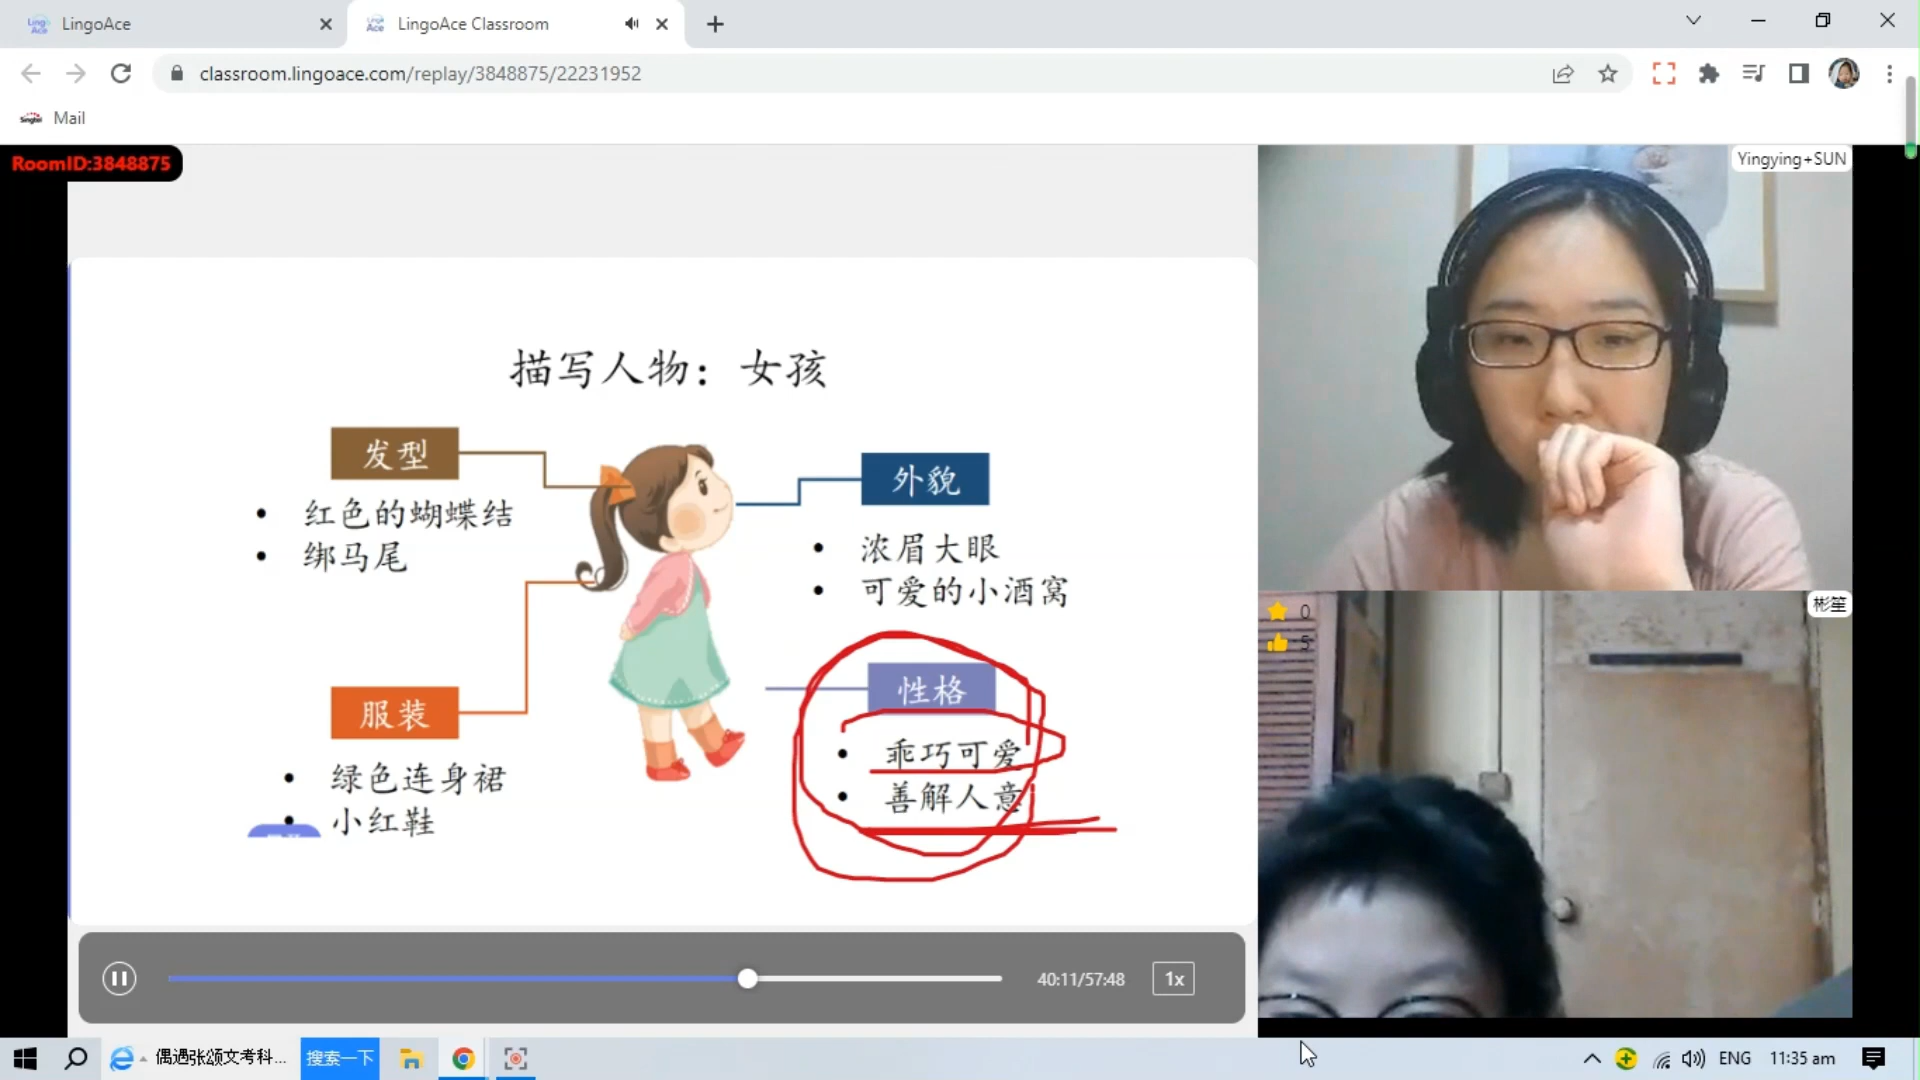 LingoAce
LingoAce Classroom
classroom.lingoace.com/replay/3848875/22231952
Singtel Mail
RoomID:3848875
Yingying+SUN
描写人物：女孩
发型
红色的蝴蝶结
绑马尾
外貌
浓眉大眼
可爱的小酒窝
彬笙
0
5
性格
乖巧可爱
善解人意
服装
绿色连身裙
小红鞋
40:11/57:48
1x
偶遇张颂文考科...
搜索一下
ENG
11:35 am